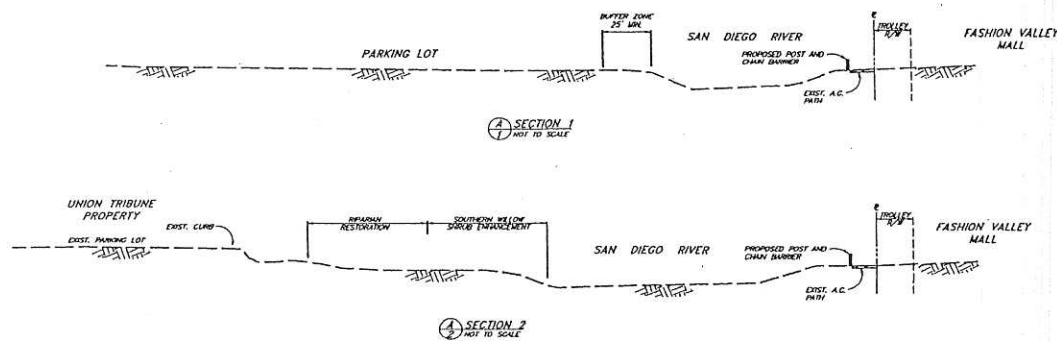 BUFFER ZONE
25' MIN.
SAN DIEGO RIVER
℄
TROLLEY
R/W
FASHION VALLEY
MALL
PARKING LOT
PROPOSED POST AND
CHAIN BARRIER
EXIST. A.C.
PATH
A
1
SECTION 1
NOT TO SCALE
UNION TRIBUNE
PROPERTY
EXIST. CURB
EXIST. PARKING LOT
RIPARIAN
RESTORATION
SOUTHERN WILLOW
SHRUB ENHANCEMENT
SAN DIEGO RIVER
℄
TROLLEY
R/W
FASHION VALLEY
MALL
PROPOSED POST AND
CHAIN BARRIER
EXIST. A.C.
PATH
A
2
SECTION 2
NOT TO SCALE